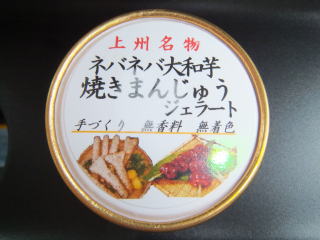 上州名物
ネバネバ大和芋
焼きまんじゅう
ジェラート
手づくり 無香料 無着色